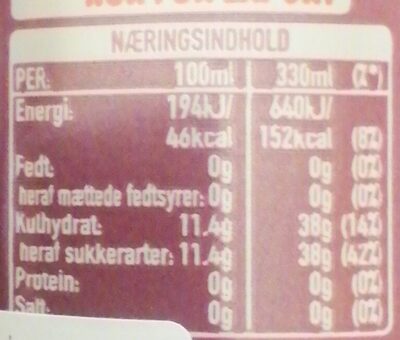 NÆRINGSINDHOLD
PER: 100ml 330ml (%*)
Energi: 194kJ/ 640kJ/
46kcal 152kcal (8%)
Fedt: 0g 0g (0%)
heraf mættede fedtsyrer: 0g 0g (0%)
Kulhydrat: 11.4g 38g (14%)
heraf sukkerarter: 11.4g 38g (42%)
Protein: 0g 0g (0%)
Salt: 0g 0g (0%)